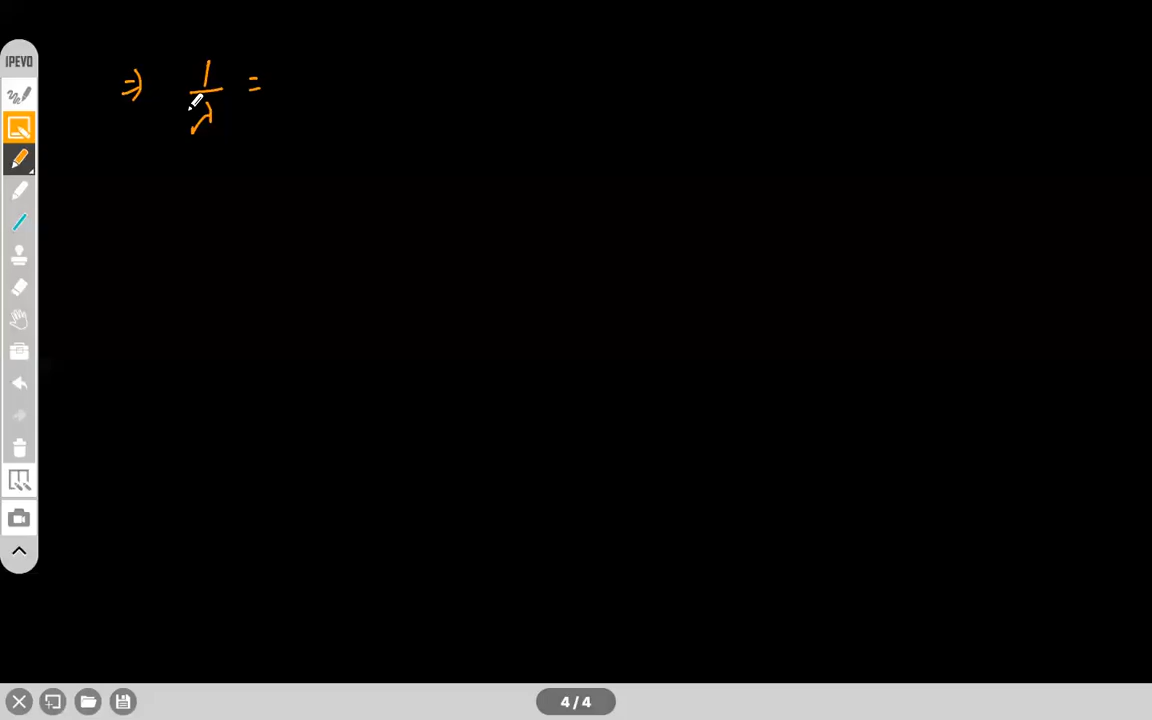 IPEVO
⇒ 1/λ =
4 / 4